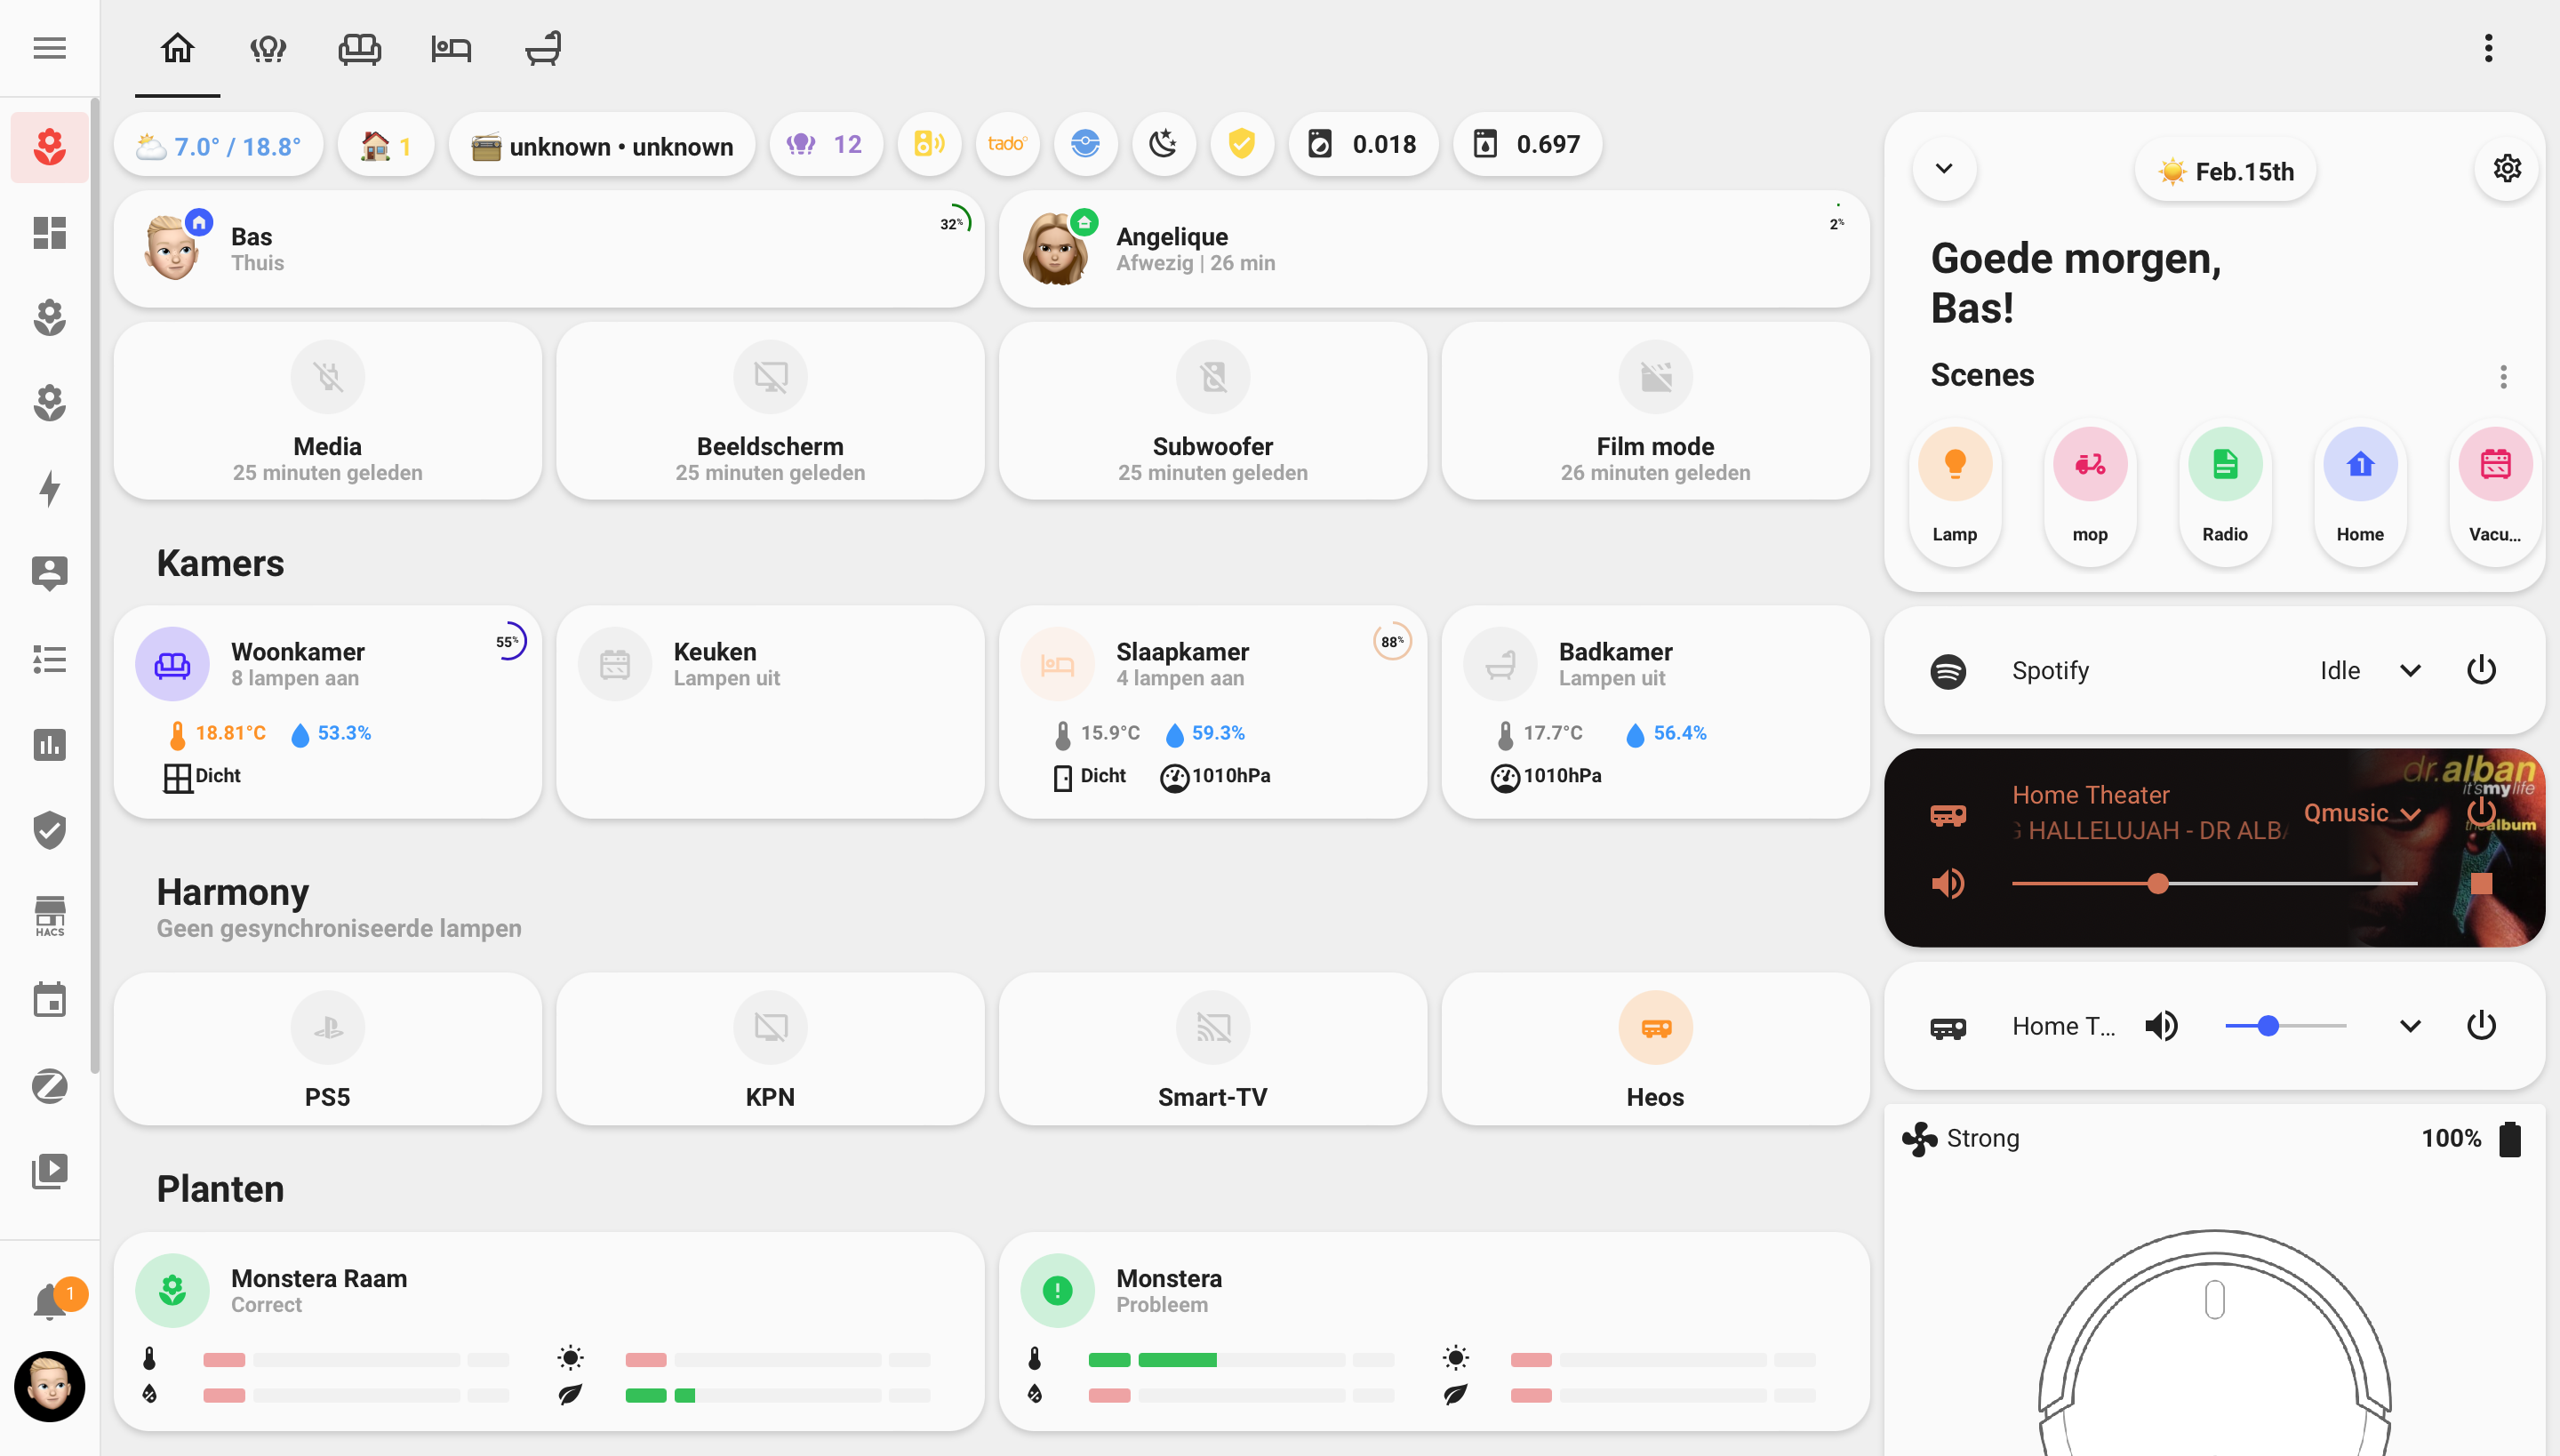 7.0° / 18.8°
1
unknown • unknown
12
tado°
0.018
0.697
Bas
Thuis
32%
Angelique
Afwezig | 26 min
2%
Media
25 minuten geleden
Beeldscherm
25 minuten geleden
Subwoofer
25 minuten geleden
Film mode
26 minuten geleden
Kamers
Woonkamer
8 lampen aan
55%
18.81°C
53.3%
Dicht
Keuken
Lampen uit
Slaapkamer
4 lampen aan
88%
15.9°C
59.3%
Dicht
1010hPa
Badkamer
Lampen uit
17.7°C
56.4%
1010hPa
Harmony
Geen gesynchroniseerde lampen
PS5
KPN
Smart-TV
Heos
Planten
Monstera Raam
Correct
Monstera
Probleem
HACS
1
Feb.15th
Goede morgen,
Bas!
Scenes
Lamp
mop
Radio
1
Home
Vacu...
Spotify
Idle
Home Theater
HALLELUJAH - DR ALB
Qmusic
dr.alban
it's my life
the album
Home T...
Strong
100%